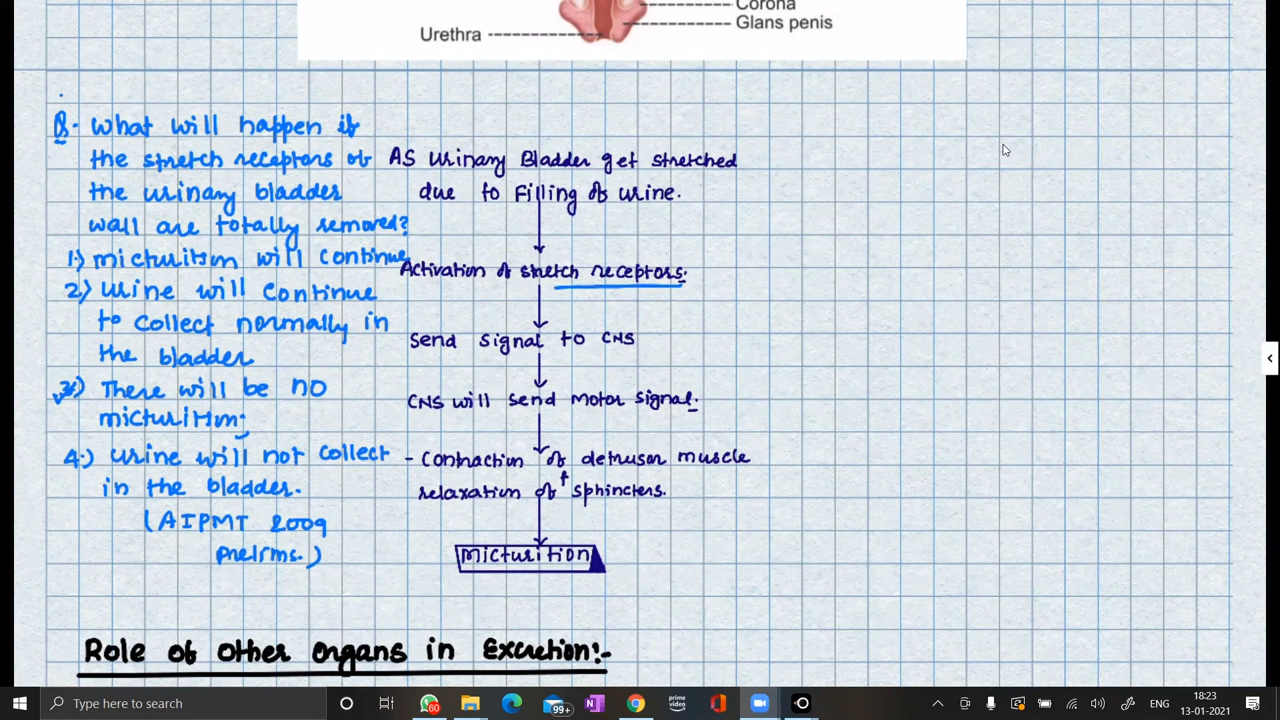 Corona
Glans penis
Urethra
Q. What will happen if
the stretch receptors of
the urinary bladder
wall are totally removed?
1.) micturition will continue
2.) Urine will continue
to collect normally in
the bladder
3.) There will be no
micturition:
4.) Urine will not collect
in the bladder.
(AIPMT 2009
Prelims.)
AS Urinary Bladder get stretched
due to Filling of urine.
Activation of stretch receptors.
Send signal to CNS
CNS will send motor signal.
- Contraction of detrusor muscle
+
relaxation of sphincters.
Micturition
Role of other organs in Excretion:-
Type here to search
60
99+
prime
video
ENG
18:23
13-01-2021